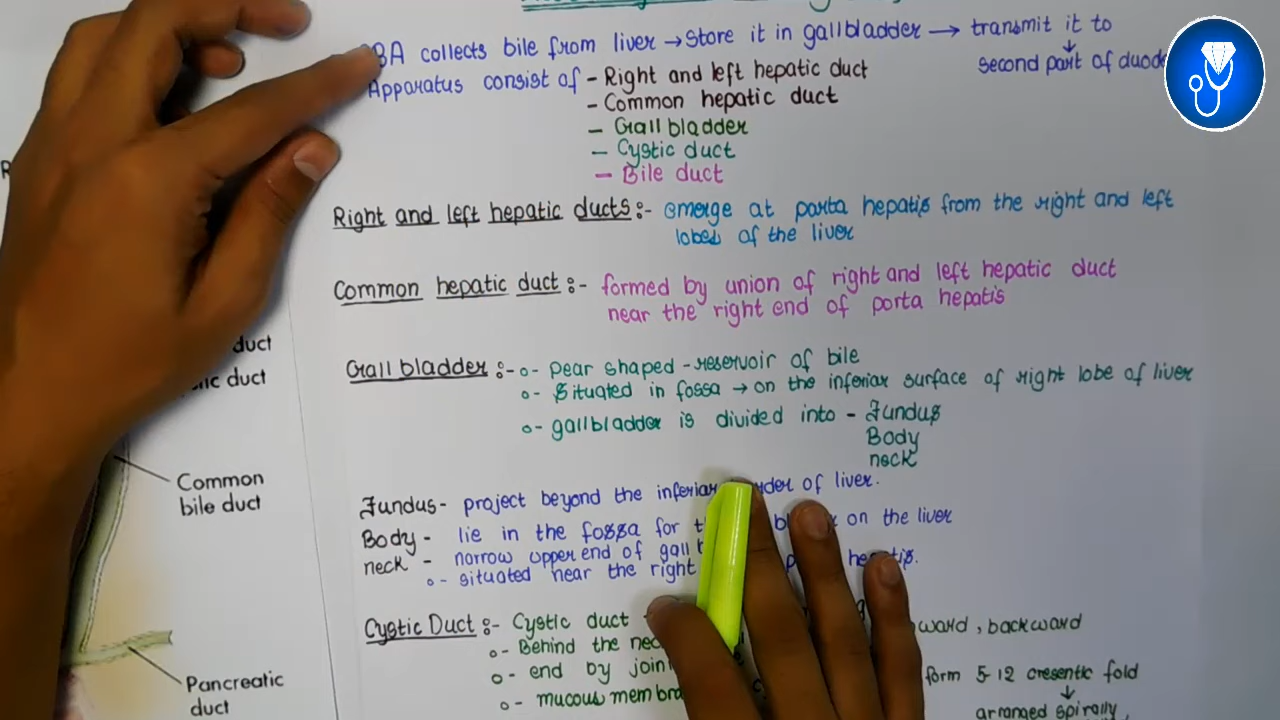 BA collects bile from liver → store it in gallbladder → transmit it to
↓
second part of duode
Apparatus consist of - Right and left hepatic duct
- Common hepatic duct
- Gall bladder
- Cystic duct
- Bile duct
Right and left hepatic ducts :- emerge at porta hepatis from the right and left
lobes of the liver
Common hepatic duct :- formed by union of right and left hepatic duct
near the right end of porta hepatis
Gall bladder :- o- Pear shaped - reservoir of bile
o- Situated in fossa → on the inferior surface of right lobe of liver
o- gallbladder is divided into - Fundus
Body
neck
Fundus - project beyond the inferior of liver.
Body - lie in the fossa for on the liver
neck - narrow upper end of gall
o- situated near the right
Cystic Duct :- Cystic duct ward, backward
o- Behind the
o- end by form 5-12 cresentic fold
↓
o- mucous arranged spirally
duct
duct
Common
bile duct
Pancreatic
duct